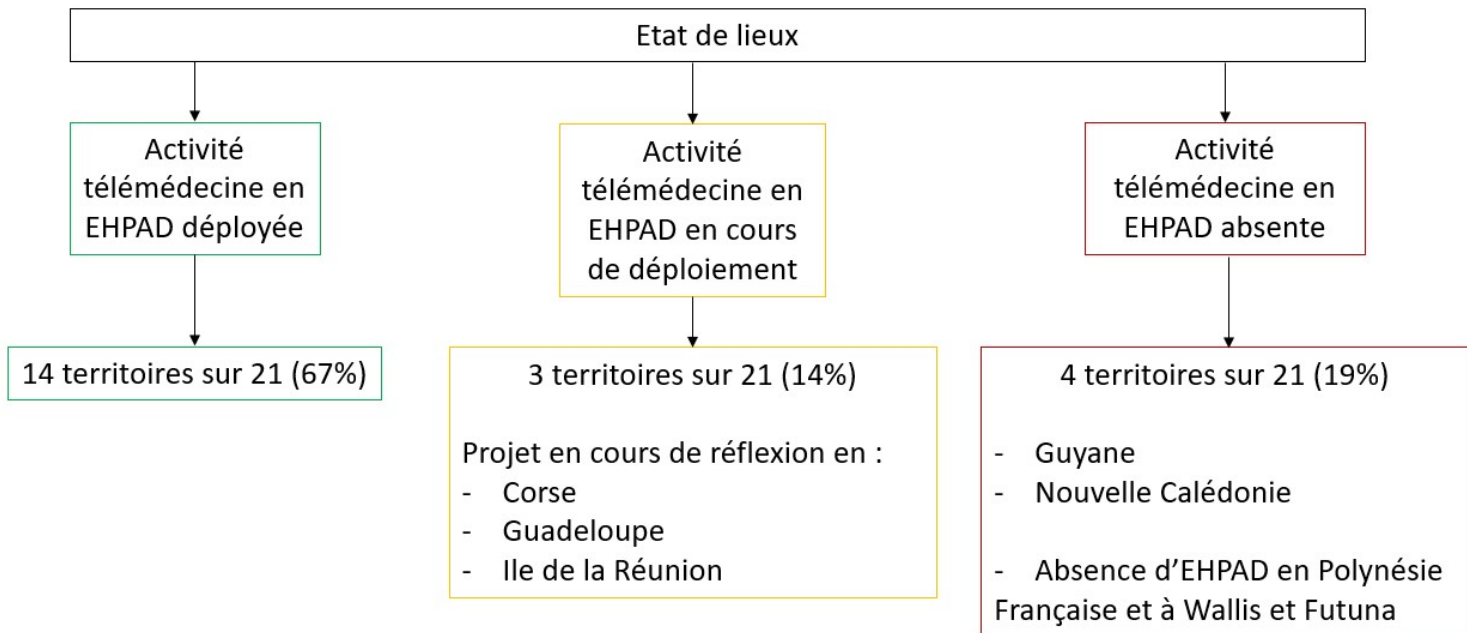 Etat de lieux
Activité
télémédecine en
EHPAD déployée
Activité
télémédecine en
EHPAD en cours
de déploiement
Activité
télémédecine en
EHPAD absente
14 territoires sur 21 (67%)
3 territoires sur 21 (14%)
Projet en cours de réflexion en :
- Corse
- Guadeloupe
- Ile de la Réunion
4 territoires sur 21 (19%)
- Guyane
- Nouvelle Calédonie
- Absence d’EHPAD en Polynésie
Française et à Wallis et Futuna